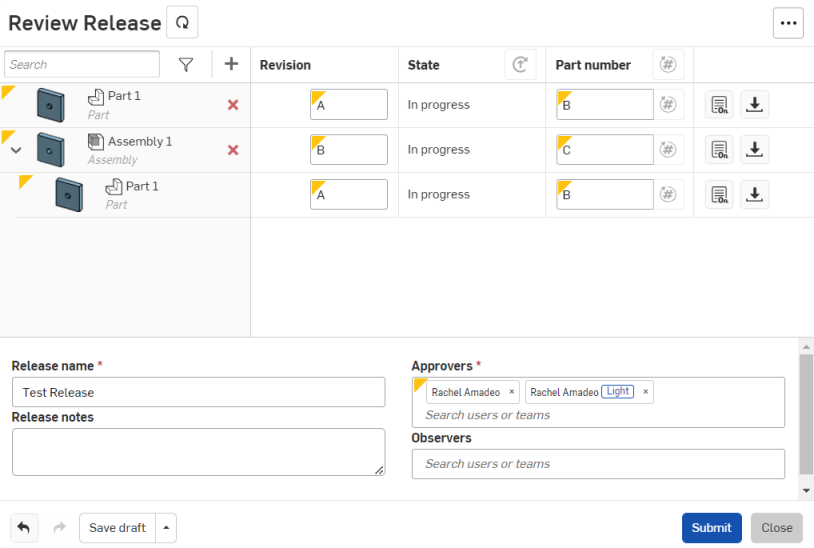 Review Release
Search
Revision
State
Part number
Part 1
Part
A
In progress
B
Assembly 1
Assembly
B
In progress
C
Part 1
Part
A
In progress
B
Release name *
Test Release
Release notes
Approvers *
Rachel Amadeo × Rachel Amadeo Light ×
Search users or teams
Observers
Search users or teams
Save draft
Submit
Close